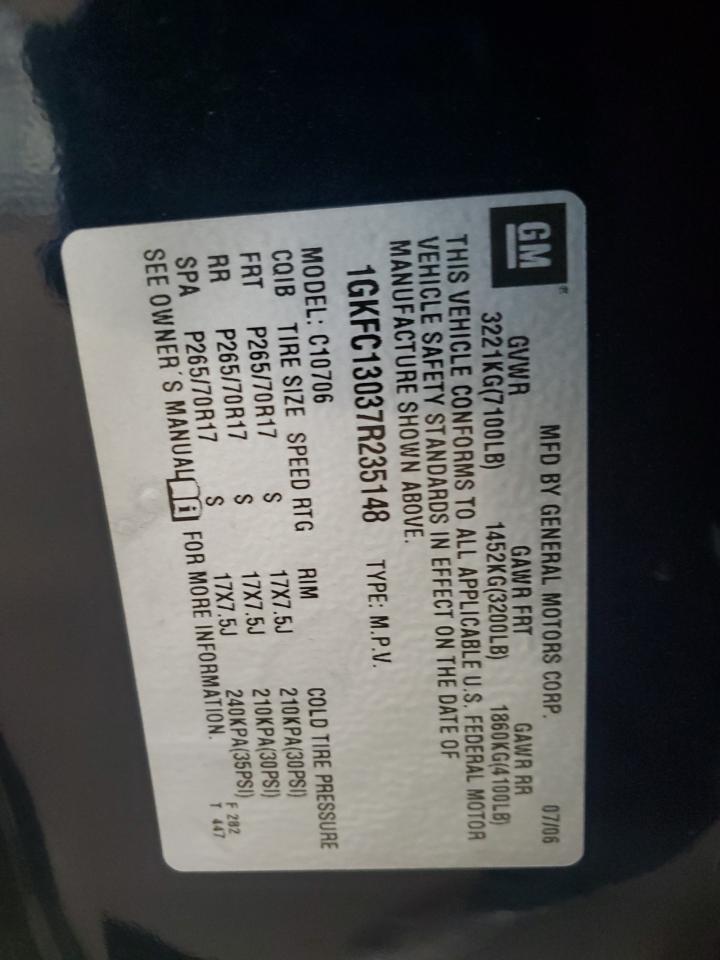 GM®
MFD BY GENERAL MOTORS CORP. 07/06
GVWR GAWR FRT GAWR RR
3221KG(7100LB) 1452KG(3200LB) 1860KG(4100LB)
THIS VEHICLE CONFORMS TO ALL APPLICABLE U.S. FEDERAL MOTOR
VEHICLE SAFETY STANDARDS IN EFFECT ON THE DATE OF
MANUFACTURE SHOWN ABOVE.
1GKFC13037R235148 TYPE: M.P.V.
MODEL: C10706
CQIB TIRE SIZE SPEED RTG RIM COLD TIRE PRESSURE
FRT P265/70R17 S 17X7.5J 210KPA(30PSI)
RR P265/70R17 S 17X7.5J 210KPA(30PSI)
SPA P265/70R17 S 17X7.5J 240KPA(35PSI)
SEE OWNER'S MANUAL i FOR MORE INFORMATION.
F 282
T 447